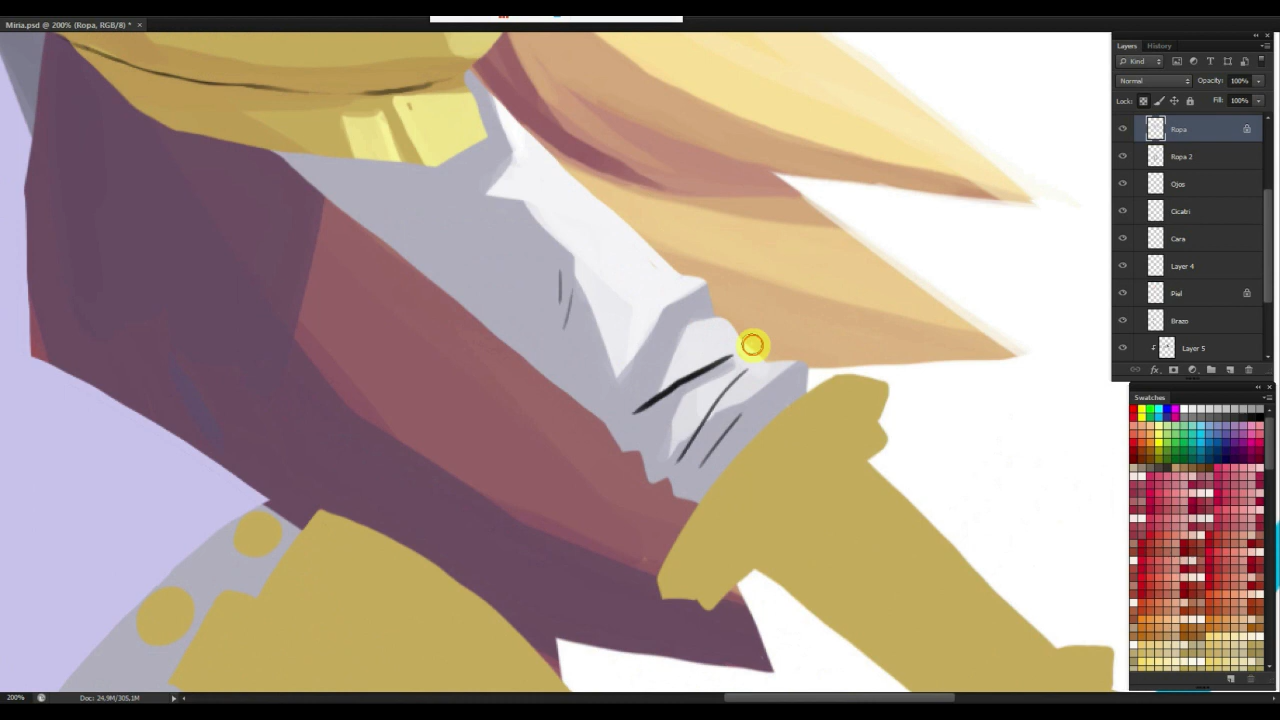 Miria.psd @ 200% (Ropa, RGB/8) * ×
Layers History
Kind
Normal Opacity: 100%
Lock: Fill: 100%
Ropa
Ropa 2
Ojos
Cicatri
Cara
Layer 4
Piel
Brazo
Layer 5
fx
Swatches
200% Doc: 24.9M/305.1M